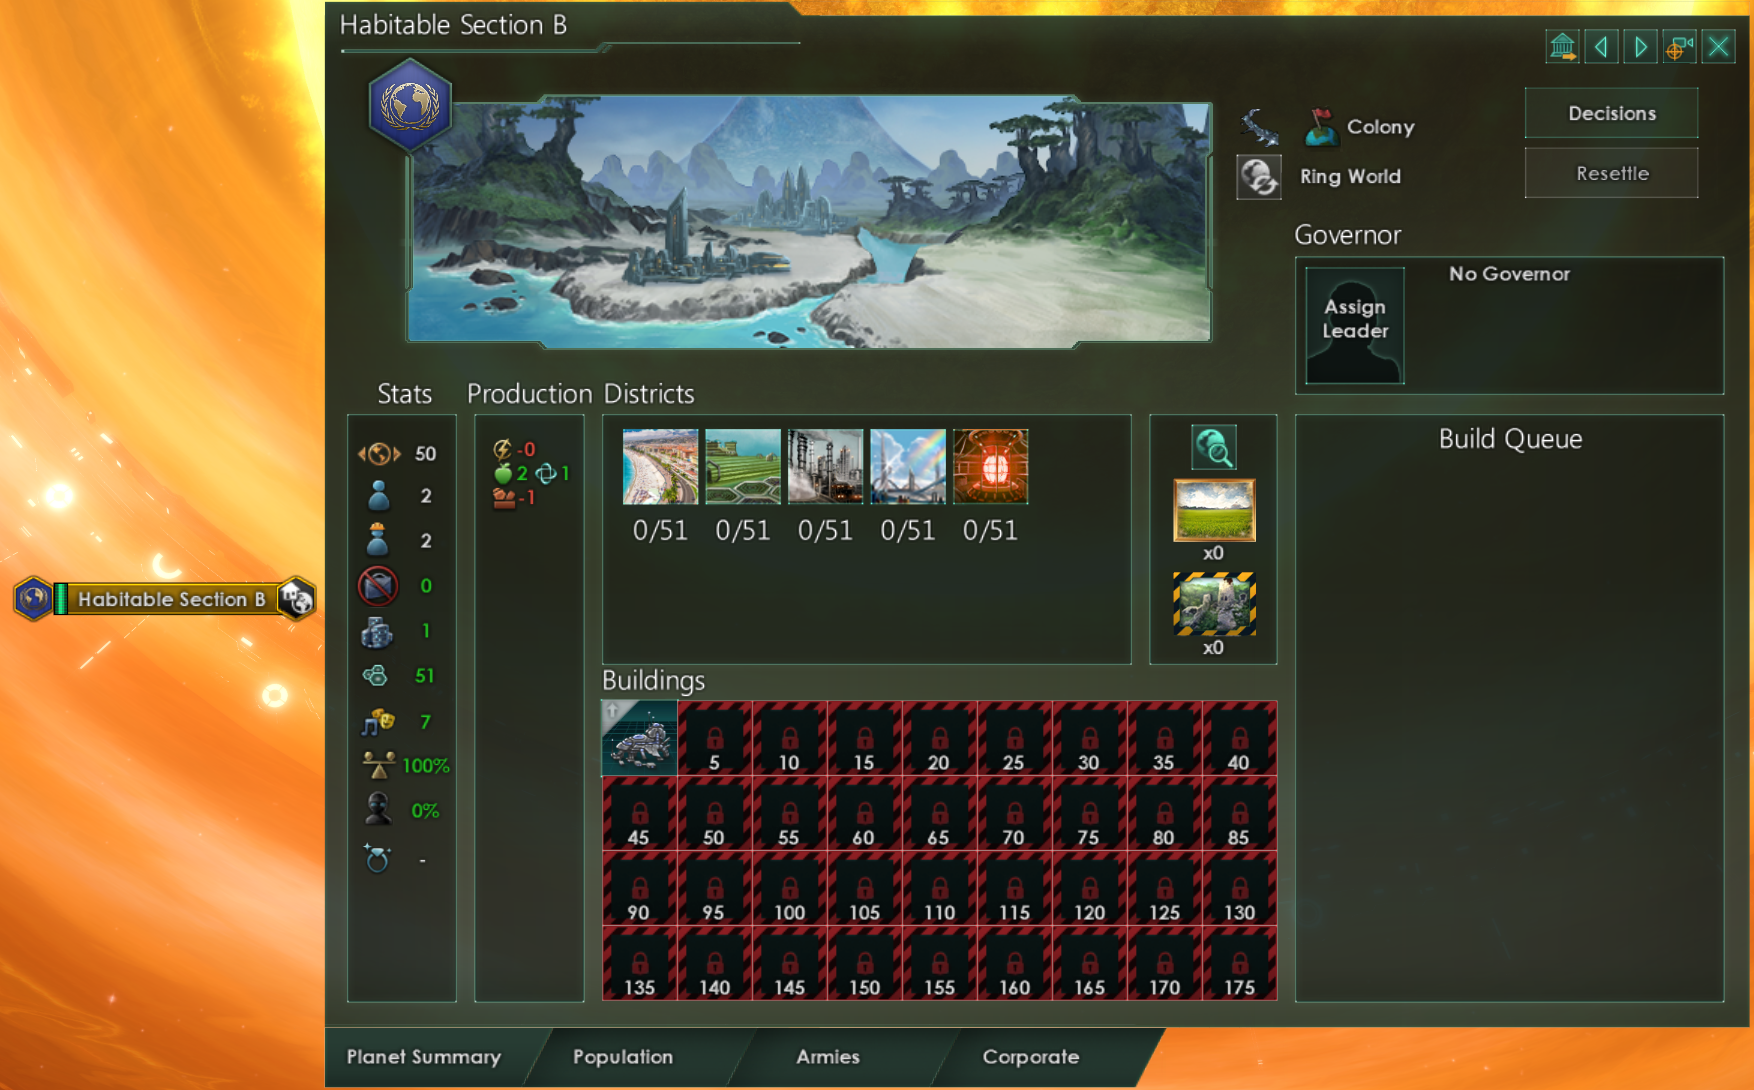 Habitable Section B
Colony
Decisions
Ring World
Resettle
Governor
No Governor
Assign
Leader
Stats
Production
Districts
50
2
2
0
1
51
7
100%
0%
-
-0
2
1
-1
0/51
0/51
0/51
0/51
0/51
x0
x0
Build Queue
Habitable Section B
Buildings
5 10 15 20 25 30 35 40
45 50 55 60 65 70 75 80 85
90 95 100 105 110 115 120 125 130
135 140 145 150 155 160 165 170 175
Planet Summary
Population
Armies
Corporate